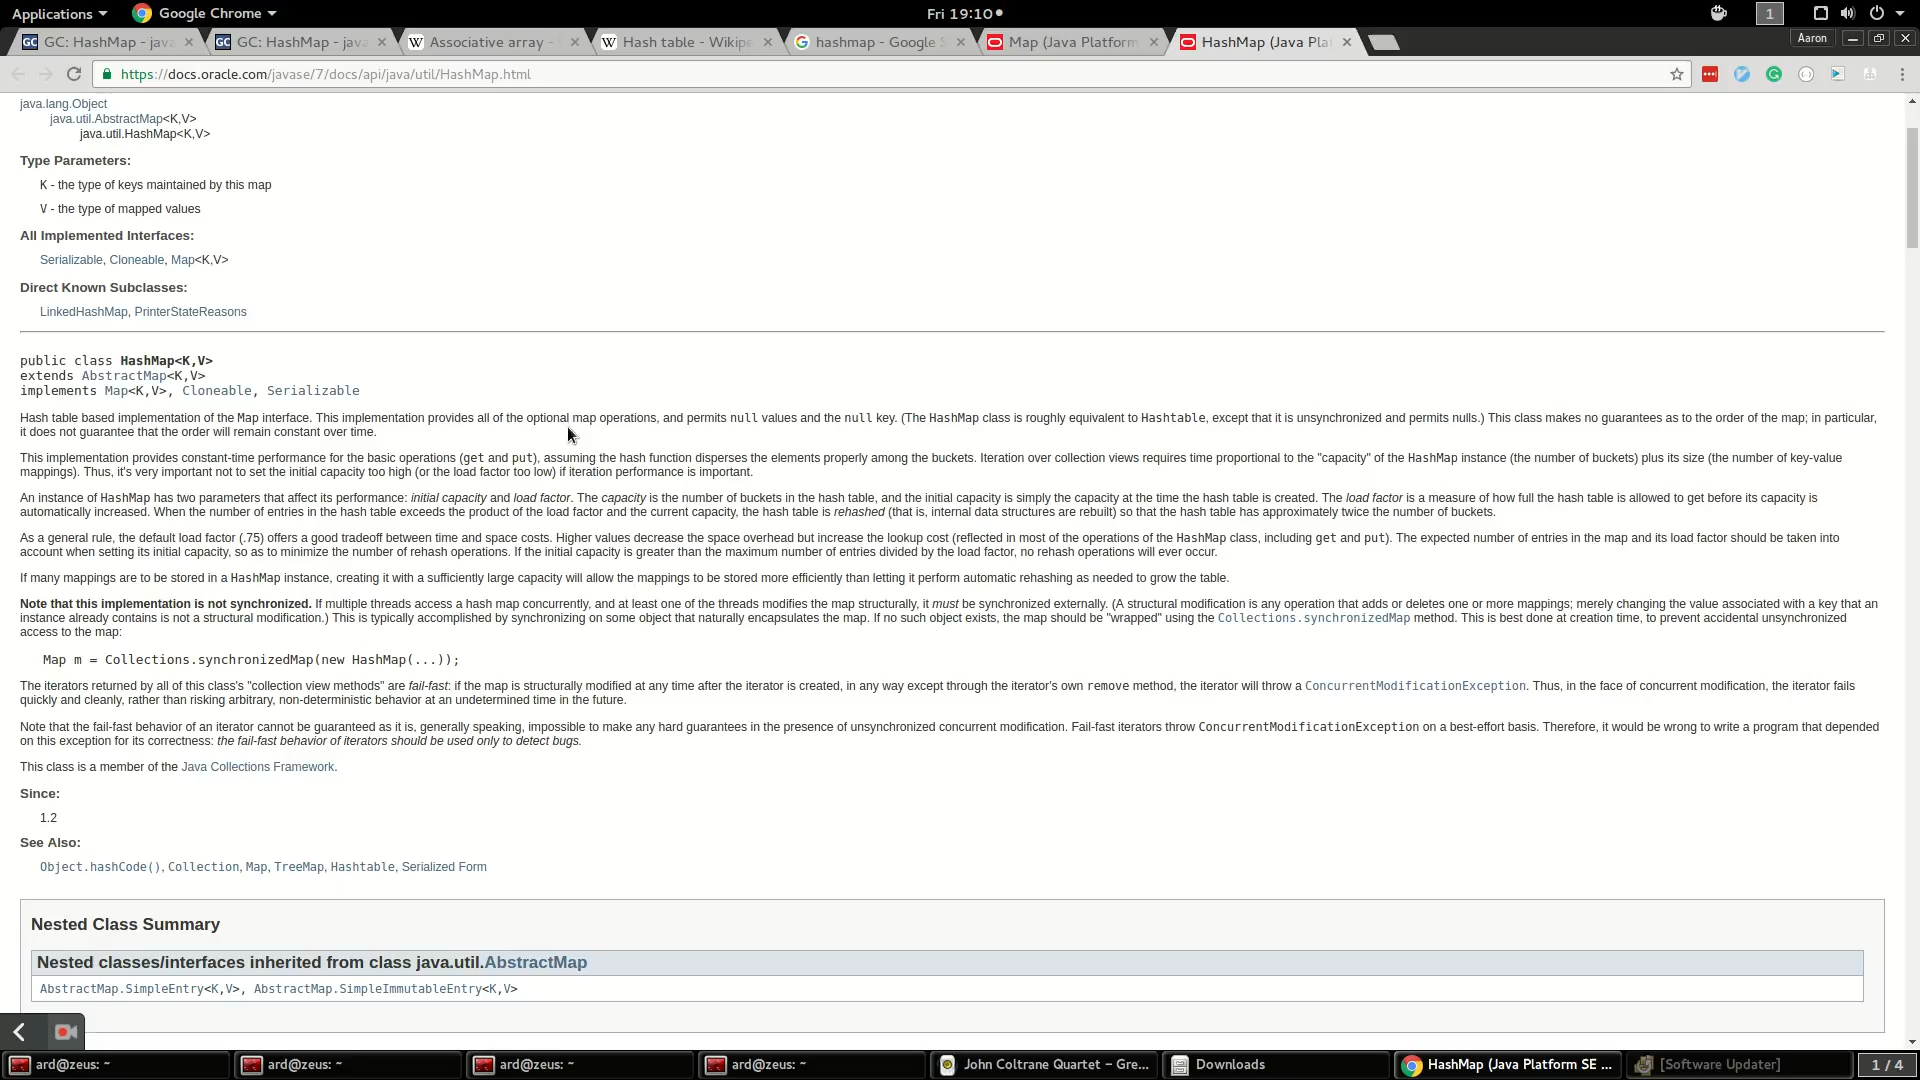 Applications
Google Chrome
Fri 19:10
1
GC: HashMap - java
GC: HashMap - java
Associative array -
Hash table - Wikipe
hashmap - Google S
Map (Java Platform
HashMap (Java Plat
Aaron
https://docs.oracle.com/javase/7/docs/api/java/util/HashMap.html
java.lang.Object
java.util.AbstractMap<K,V>
java.util.HashMap<K,V>
Type Parameters:
K - the type of keys maintained by this map
V - the type of mapped values
All Implemented Interfaces:
Serializable, Cloneable, Map<K,V>
Direct Known Subclasses:
LinkedHashMap, PrinterStateReasons
public class HashMap<K,V>
extends AbstractMap<K,V>
implements Map<K,V>, Cloneable, Serializable
Hash table based implementation of the Map interface. This implementation provides all of the optional map operations, and permits null values and the null key. (The HashMap class is roughly equivalent to Hashtable, except that it is unsynchronized and permits nulls.) This class makes no guarantees as to the order of the map; in particular,
it does not guarantee that the order will remain constant over time.
This implementation provides constant-time performance for the basic operations (get and put), assuming the hash function disperses the elements properly among the buckets. Iteration over collection views requires time proportional to the "capacity" of the HashMap instance (the number of buckets) plus its size (the number of key-value
mappings). Thus, it's very important not to set the initial capacity too high (or the load factor too low) if iteration performance is important.
An instance of HashMap has two parameters that affect its performance: initial capacity and load factor. The capacity is the number of buckets in the hash table, and the initial capacity is simply the capacity at the time the hash table is created. The load factor is a measure of how full the hash table is allowed to get before its capacity is
automatically increased. When the number of entries in the hash table exceeds the product of the load factor and the current capacity, the hash table is rehashed (that is, internal data structures are rebuilt) so that the hash table has approximately twice the number of buckets.
As a general rule, the default load factor (.75) offers a good tradeoff between time and space costs. Higher values decrease the space overhead but increase the lookup cost (reflected in most of the operations of the HashMap class, including get and put). The expected number of entries in the map and its load factor should be taken into
account when setting its initial capacity, so as to minimize the number of rehash operations. If the initial capacity is greater than the maximum number of entries divided by the load factor, no rehash operations will ever occur.
If many mappings are to be stored in a HashMap instance, creating it with a sufficiently large capacity will allow the mappings to be stored more efficiently than letting it perform automatic rehashing as needed to grow the table.
Note that this implementation is not synchronized. If multiple threads access a hash map concurrently, and at least one of the threads modifies the map structurally, it must be synchronized externally. (A structural modification is any operation that adds or deletes one or more mappings; merely changing the value associated with a key that an
instance already contains is not a structural modification.) This is typically accomplished by synchronizing on some object that naturally encapsulates the map. If no such object exists, the map should be "wrapped" using the Collections.synchronizedMap method. This is best done at creation time, to prevent accidental unsynchronized
access to the map:
Map m = Collections.synchronizedMap(new HashMap(...));
The iterators returned by all of this class's "collection view methods" are fail-fast: if the map is structurally modified at any time after the iterator is created, in any way except through the iterator's own remove method, the iterator will throw a ConcurrentModificationException. Thus, in the face of concurrent modification, the iterator fails
quickly and cleanly, rather than risking arbitrary, non-deterministic behavior at an undetermined time in the future.
Note that the fail-fast behavior of an iterator cannot be guaranteed as it is, generally speaking, impossible to make any hard guarantees in the presence of unsynchronized concurrent modification. Fail-fast iterators throw ConcurrentModificationException on a best-effort basis. Therefore, it would be wrong to write a program that depended
on this exception for its correctness: the fail-fast behavior of iterators should be used only to detect bugs.
This class is a member of the Java Collections Framework.
Since:
1.2
See Also:
Object.hashCode(), Collection, Map, TreeMap, Hashtable, Serialized Form
Nested Class Summary
Nested classes/interfaces inherited from class java.util.AbstractMap
AbstractMap.SimpleEntry<K,V>, AbstractMap.SimpleImmutableEntry<K,V>
ard@zeus: ~
ard@zeus: ~
ard@zeus: ~
ard@zeus: ~
John Coltrane Quartet – Gre...
Downloads
HashMap (Java Platform SE ...
[Software Updater]
1 / 4